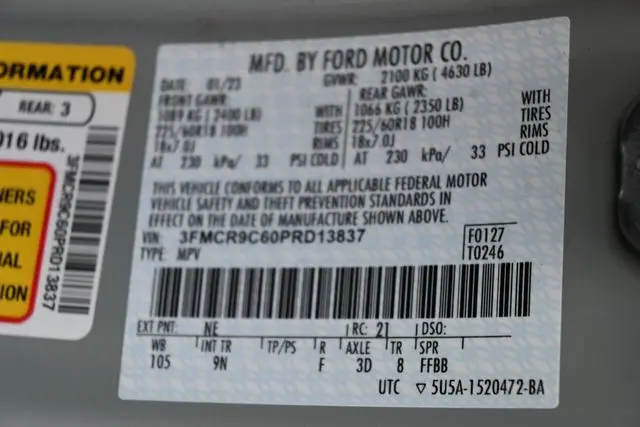 ORMATION
REAR: 3
016 lbs.
3FMCR9C60PRD13837
NERS
FOR
IAL
ION
MFD. BY FORD MOTOR CO.
DATE: 01/23 GVWR: 2100 KG (4630 LB)
FRONT GAWR: REAR GAWR:
1089 KG (2400 LB) 1066 KG (2350 LB) WITH
225/60R18 100H TIRES 225/60R18 100H TIRES
18x7.0J RIMS 18x7.0J RIMS
AT 230 kPa/ 33 PSI COLD AT 230 kPa/ 33 PSI COLD
THIS VEHICLE CONFORMS TO ALL APPLICABLE FEDERAL MOTOR
VEHICLE SAFETY AND THEFT PREVENTION STANDARDS IN
EFFECT ON THE DATE OF MANUFACTURE SHOWN ABOVE.
VIN: 3FMCR9C60PRD13837 F0127
TYPE: MPV T0246
EXT PNT: NE RC: 21 DSO:
WB INT TR TP/PS R AXLE TR SPR
105 9N F 3D 8 FFBB
UTC ▽ 5U5A-1520472-BA